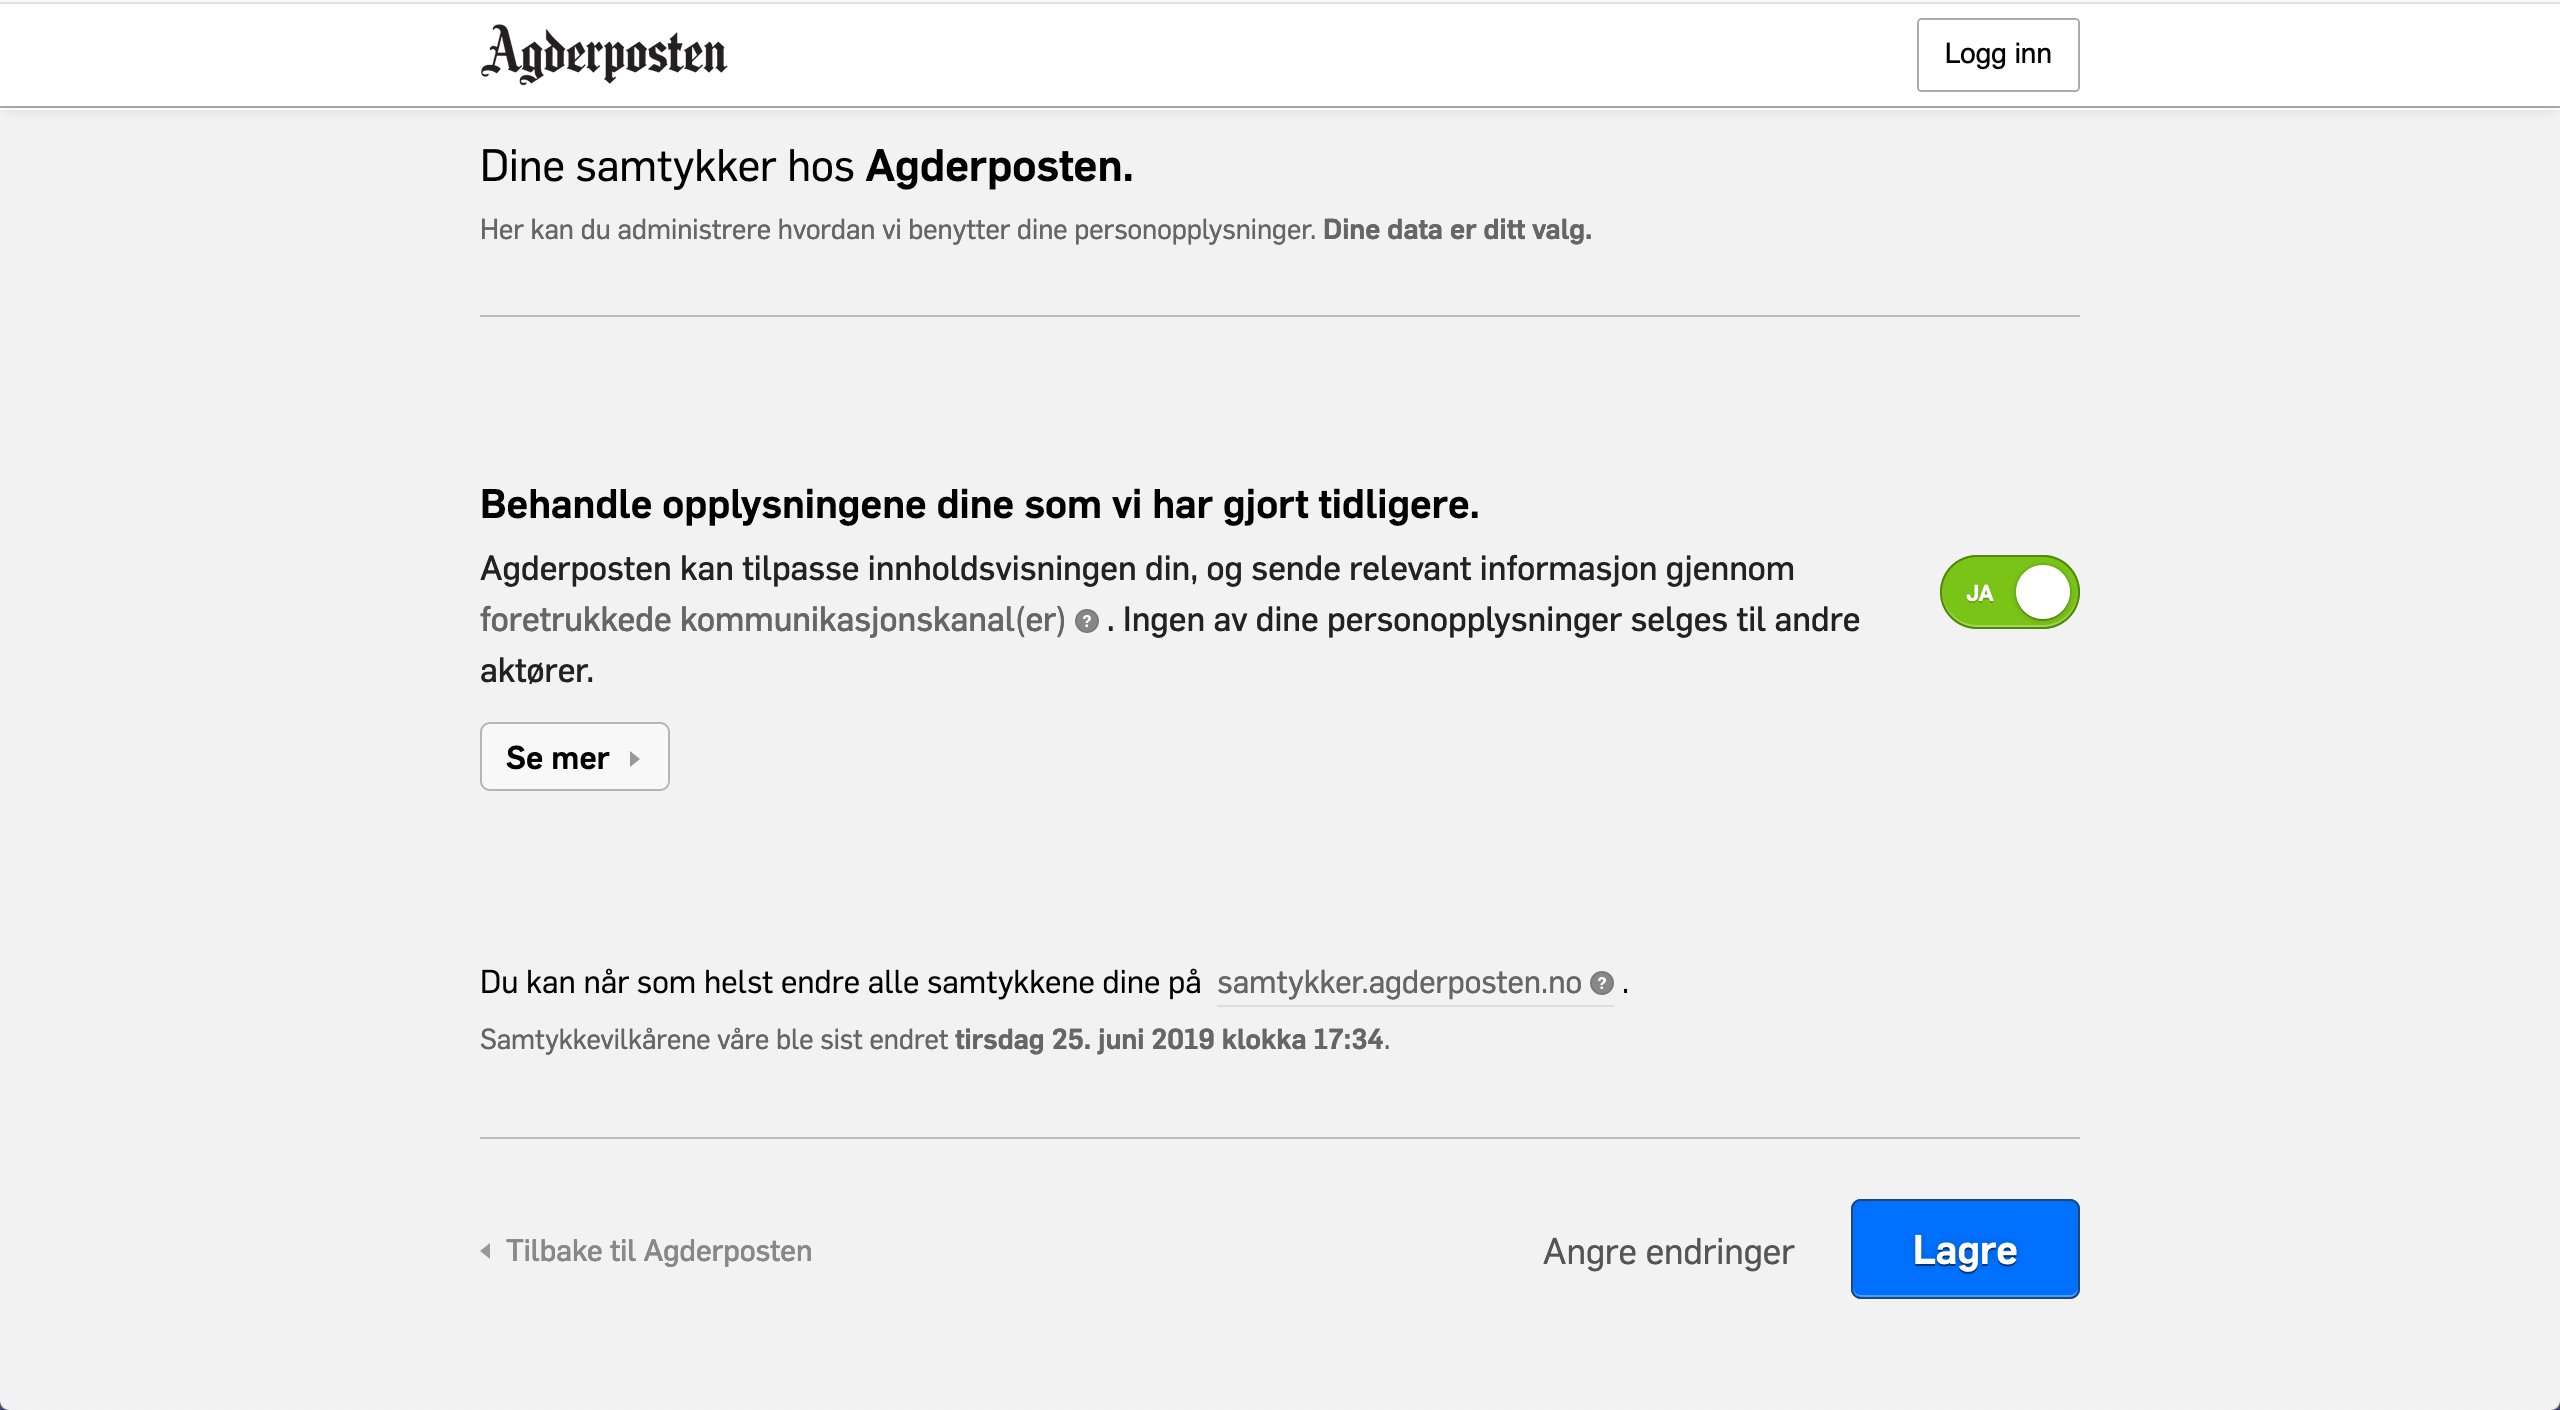 Agderposten
Logg inn
Dine samtykker hos Agderposten.
Her kan du administrere hvordan vi benytter dine personopplysninger. Dine data er ditt valg.
Behandle opplysningene dine som vi har gjort tidligere.
Agderposten kan tilpasse innholdsvisningen din, og sende relevant informasjon gjennom
foretrukkede kommunikasjonskanal(er) ? . Ingen av dine personopplysninger selges til andre
aktører.
JA
Se mer
Du kan når som helst endre alle samtykkene dine på samtykker.agderposten.no ? .
Samtykkevilkårene våre ble sist endret tirsdag 25. juni 2019 klokka 17:34.
Tilbake til Agderposten
Angre endringer
Lagre